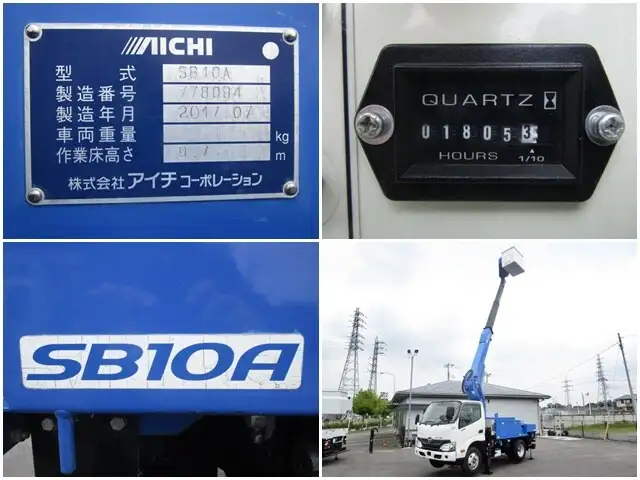 AICHI
型式 SB10A
製造番号 778084
製造年月 2017.07
車両重量 kg
作業床高さ 9.7 m
株式会社 アイチ コーポレーション
QUARTZ
01805 3
HOURS 1/10
SB10A